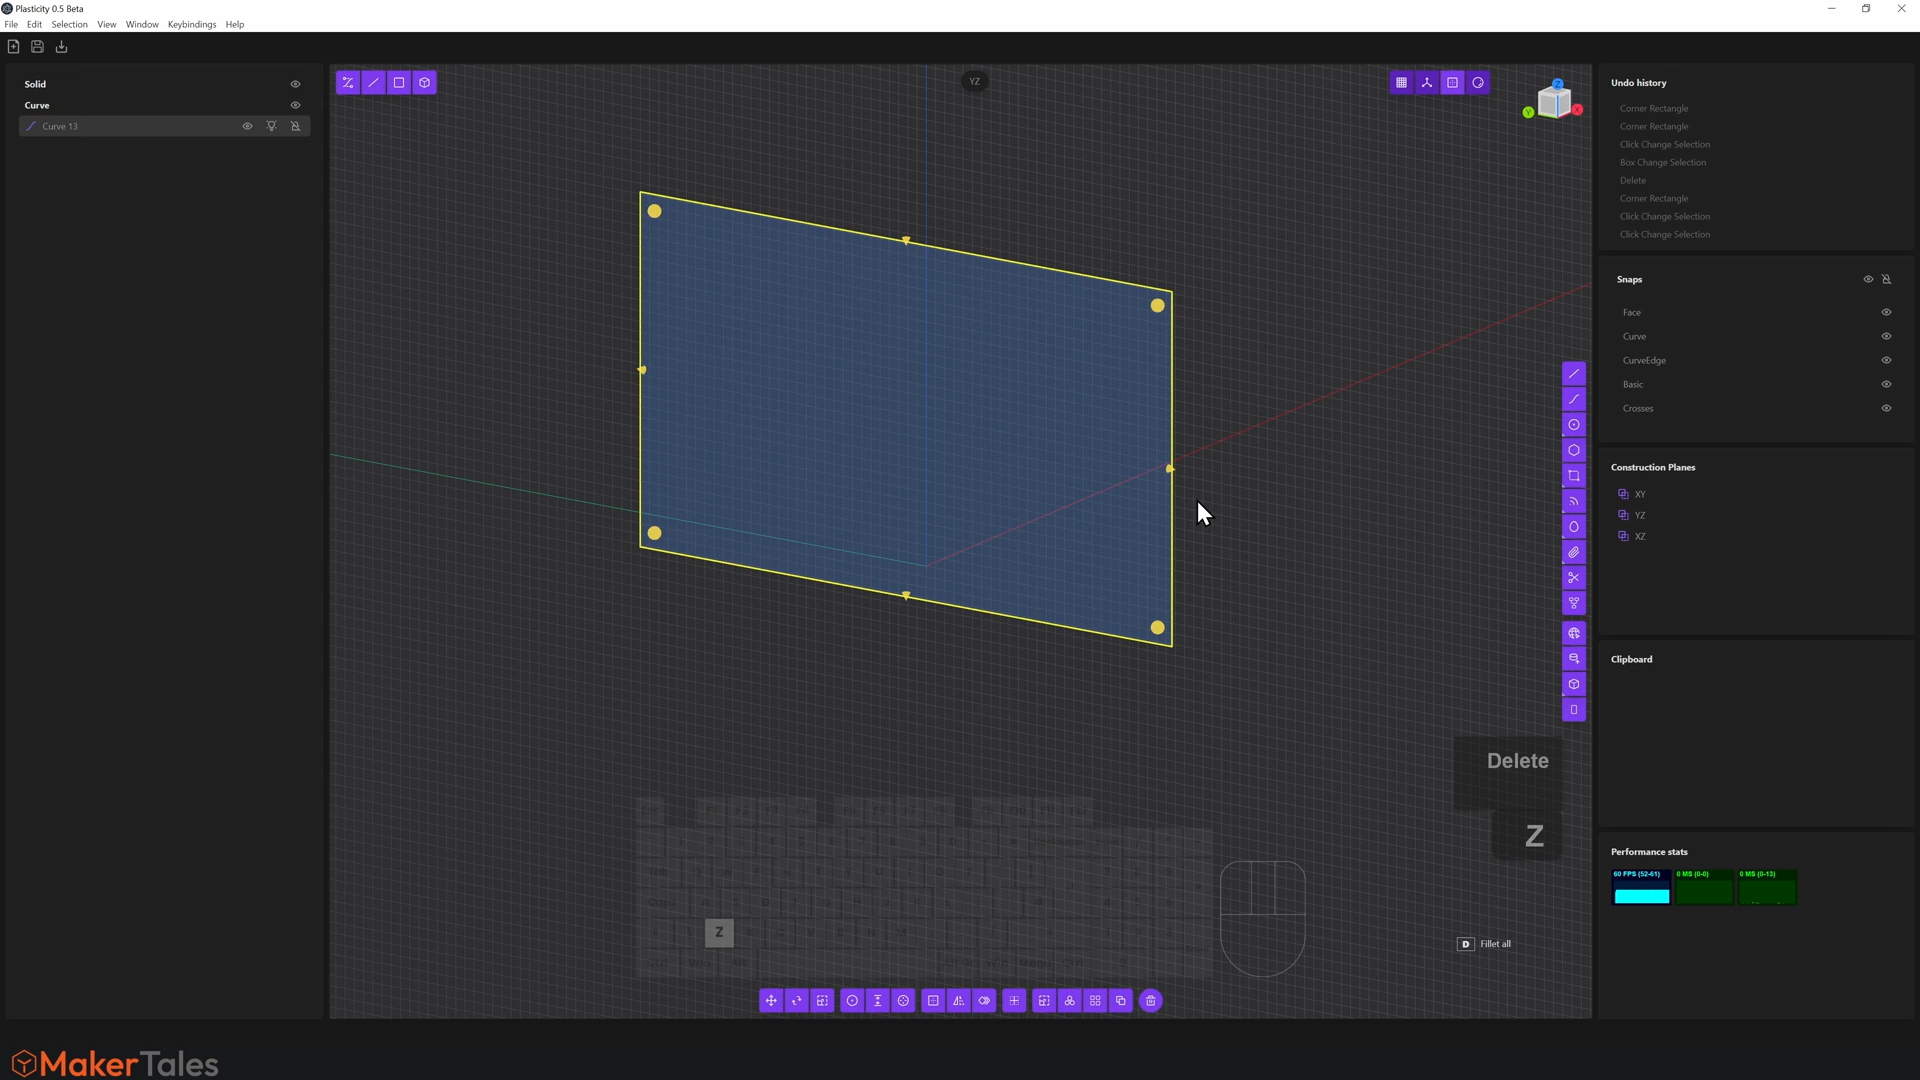 Plasticity 0.5 Beta
File Edit Selection View Window Keybindings Help
Solid
Curve
Curve 13
YZ
Z
Y
X
Undo history
Corner Rectangle
Corner Rectangle
Click Change Selection
Box Change Selection
Delete
Corner Rectangle
Click Change Selection
Click Change Selection
Snaps
Face
Curve
CurveEdge
Basic
Crosses
Construction Planes
XY
YZ
XZ
Clipboard
Performance stats
60 FPS (52-61) 0 MS (0-0) 0 MS (0-13)
Delete
Z
Z
D Fillet all
MakerTales